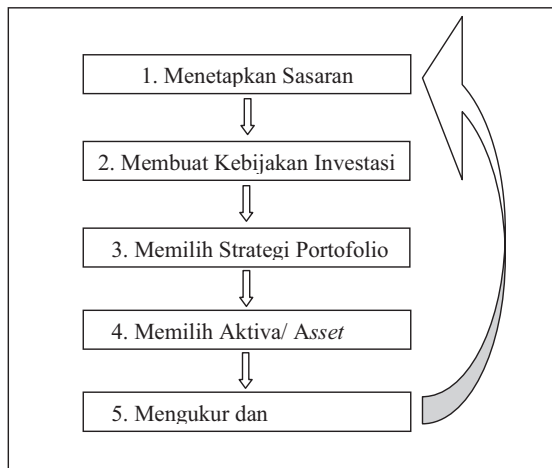 1. Menetapkan Sasaran
2. Membuat Kebijakan Investasi
3. Memilih Strategi Portofolio
4. Memilih Aktiva/ Asset
5. Mengukur dan